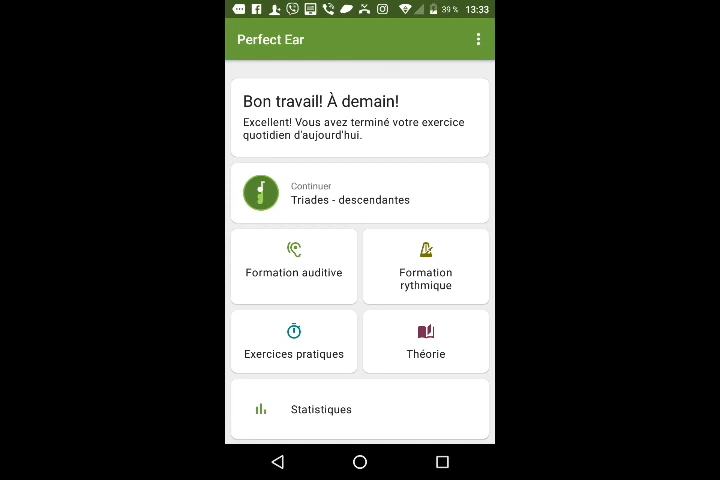 39 % 13:33
Perfect Ear
Bon travail! À demain!
Excellent! Vous avez terminé votre exercice
quotidien d'aujourd'hui.
Continuer
Triades - descendantes
Formation auditive
Formation
rythmique
Exercices pratiques
Théorie
Statistiques